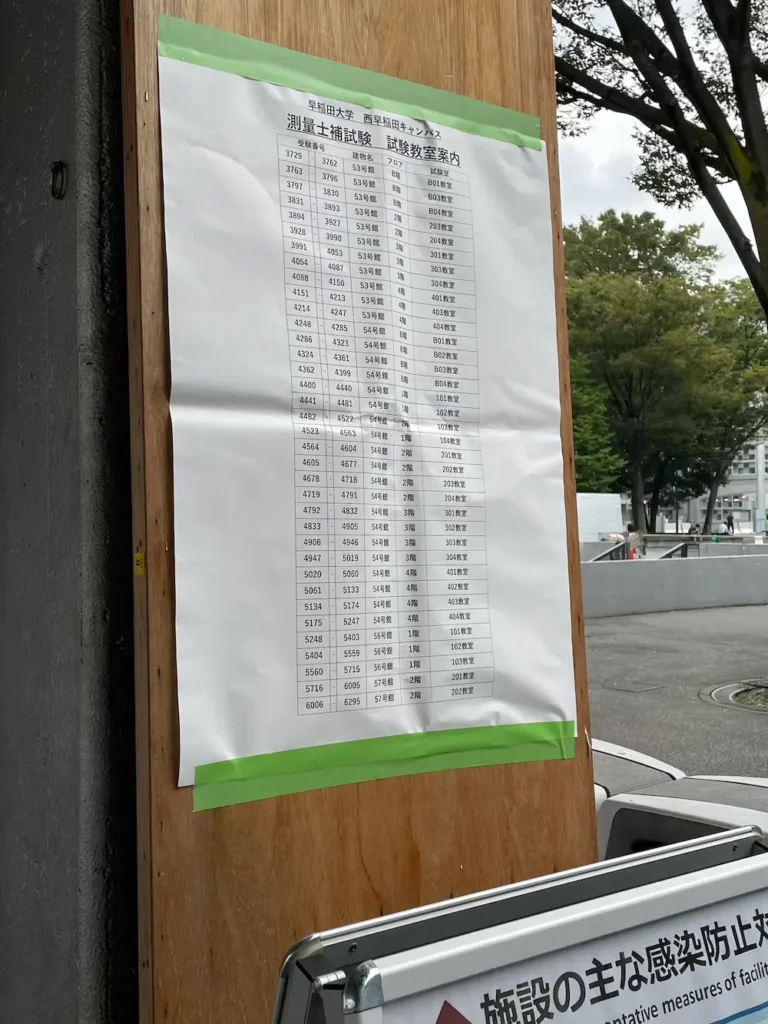 早稲田大学 西早稲田キャンパス
測量士補試験 試験教室案内
受験番号 建物名 フロア 試験室
3729 - 3762 53号館 B階 B01教室
3763 - 3796 53号館 B階 B03教室
3797 - 3830 53号館 B階 B04教室
3831 - 3893 53号館 2階 203教室
3894 - 3927 53号館 2階 204教室
3928 - 3990 53号館 3階 301教室
3991 - 4053 53号館 3階 303教室
4054 - 4087 53号館 3階 304教室
4088 - 4150 53号館 4階 401教室
4151 - 4213 53号館 4階 403教室
4214 - 4247 53号館 4階 404教室
4248 - 4285 54号館 B階 B01教室
4286 - 4323 54号館 B階 B02教室
4324 - 4361 54号館 B階 B03教室
4362 - 4399 54号館 B階 B04教室
4400 - 4440 54号館 1階 101教室
4441 - 4481 54号館 1階 102教室
4482 - 4522 54号館 1階 103教室
4523 - 4563 54号館 1階 104教室
4564 - 4604 54号館 2階 201教室
4605 - 4677 54号館 2階 202教室
4678 - 4718 54号館 2階 203教室
4719 - 4791 54号館 2階 204教室
4792 - 4832 54号館 3階 301教室
4833 - 4905 54号館 3階 302教室
4906 - 4946 54号館 3階 303教室
4947 - 5019 54号館 3階 304教室
5020 - 5060 54号館 4階 401教室
5061 - 5133 54号館 4階 402教室
5134 - 5174 54号館 4階 403教室
5175 - 5247 54号館 4階 404教室
5248 - 5403 56号館 1階 101教室
5404 - 5559 56号館 1階 102教室
5560 - 5715 56号館 1階 103教室
5716 - 6005 57号館 2階 201教室
6006 - 6295 57号館 2階 202教室
施設の主な感染防止対
ntative measures of facilit